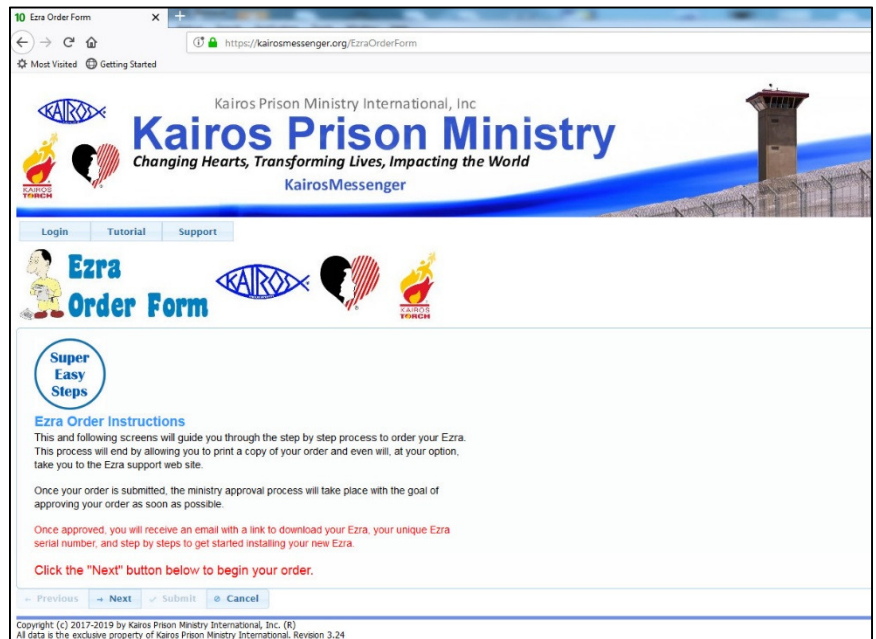 10 Ezra Order Form
https://kairosmessenger.org/EzraOrderForm
Most Visited Getting Started
KAIROS
Kairos Prison Ministry International, Inc
Kairos Prison Ministry
Changing Hearts, Transforming Lives, Impacting the World
KairosMessenger
KAIROS
TORCH
Login Tutorial Support
Ezra
Order Form
KAIROS
KAIROS
TORCH
Super
Easy
Steps
Ezra Order Instructions
This and following screens will guide you through the step by step process to order your Ezra.
This process will end by allowing you to print a copy of your order and even will, at your option,
take you to the Ezra support web site.
Once your order is submitted, the ministry approval process will take place with the goal of
approving your order as soon as possible.
Once approved, you will receive an email with a link to download your Ezra, your unique Ezra
serial number, and step by steps to get started installing your new Ezra.
Click the "Next" button below to begin your order.
Previous Next Submit Cancel
Copyright (c) 2017-2019 by Kairos Prison Ministry International, Inc. (R)
All data is the exclusive property of Kairos Prison Ministry International. Revision 3.24